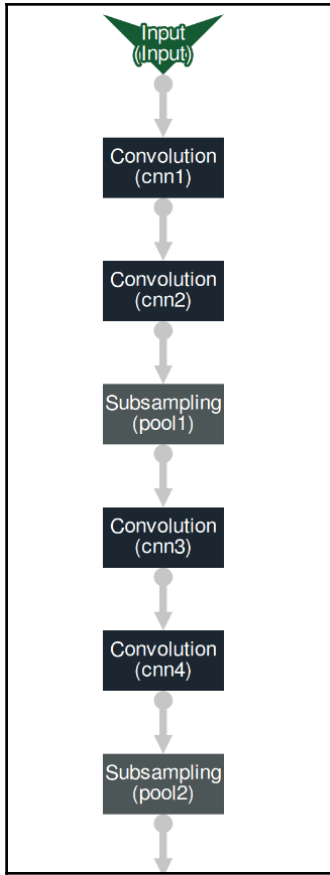 Input
(Input)
Convolution
(cnn1)
Convolution
(cnn2)
Subsampling
(pool1)
Convolution
(cnn3)
Convolution
(cnn4)
Subsampling
(pool2)